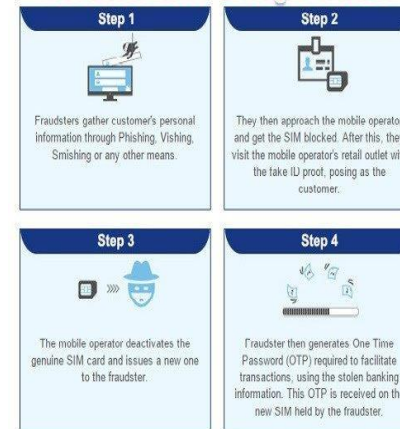 Step 1
Fraudsters gather customer's personal
information through Phishing, Vishing,
Smishing or any other means.
Step 2
They then approach the mobile operato
and get the SIM blocked. After this, the
visit the mobile operator's retail outlet wi
the fake ID proof, posing as the
customer.
Step 3
The mobile operator deactivates the
genuine SIM card and issues a new one
to the fraudster.
Step 4
Fraudster then generates One Time
Password (OTP) required to facilitate
transactions, using the stolen banking
information. This OTP is received on th
new SIM held by the fraudster.